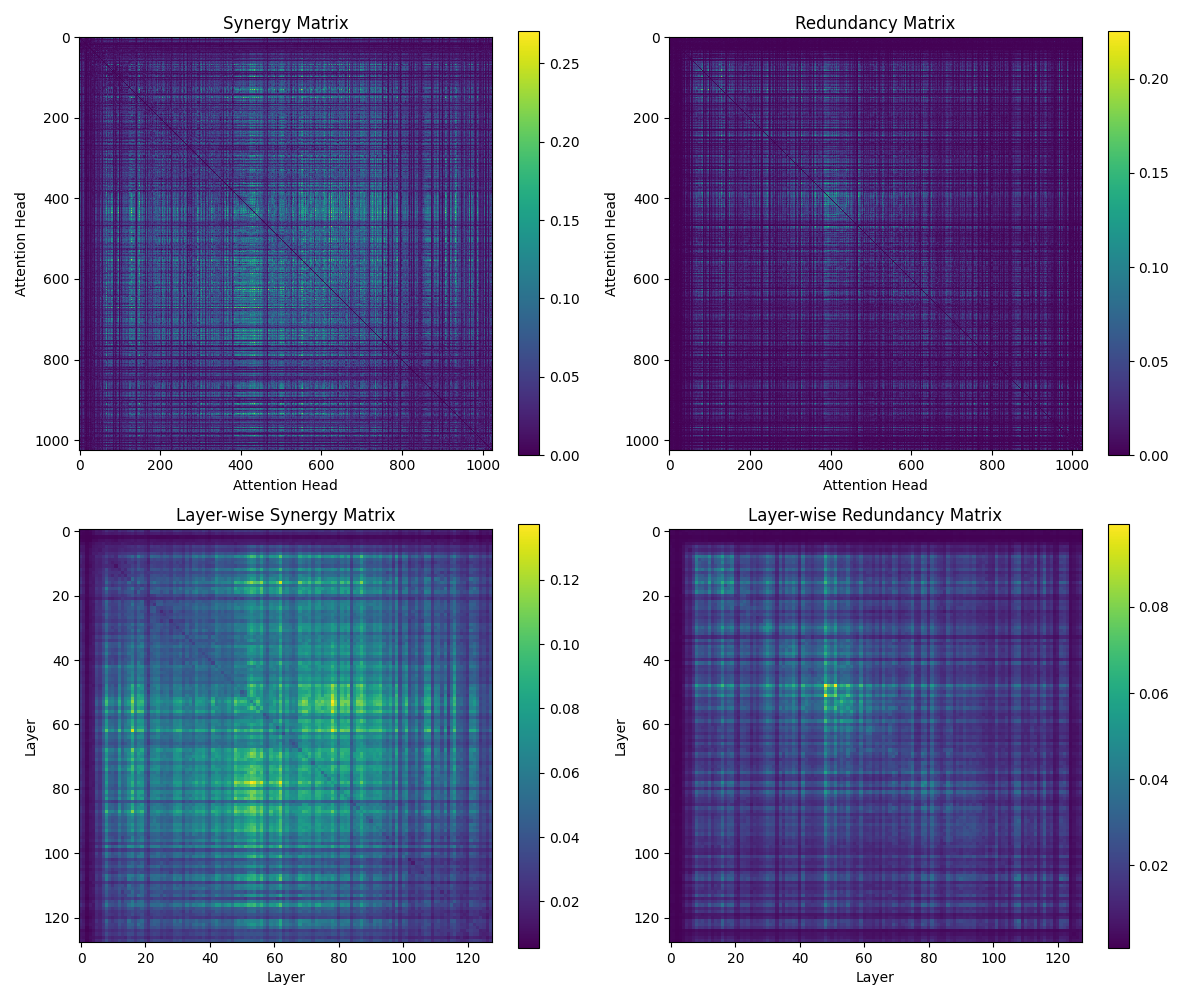 Synergy Matrix
0
200
400
600
800
1000
Attention Head
0 200 400 600 800 1000
Attention Head
0.25
0.20
0.15
0.10
0.05
0.00
Redundancy Matrix
0
200
400
600
800
1000
Attention Head
0 200 400 600 800 1000
Attention Head
0.20
0.15
0.10
0.05
0.00
Layer-wise Synergy Matrix
0
20
40
60
80
100
120
Layer
0 20 40 60 80 100 120
Layer
0.12
0.10
0.08
0.06
0.04
0.02
Layer-wise Redundancy Matrix
0
20
40
60
80
100
120
Layer
0 20 40 60 80 100 120
Layer
0.08
0.06
0.04
0.02